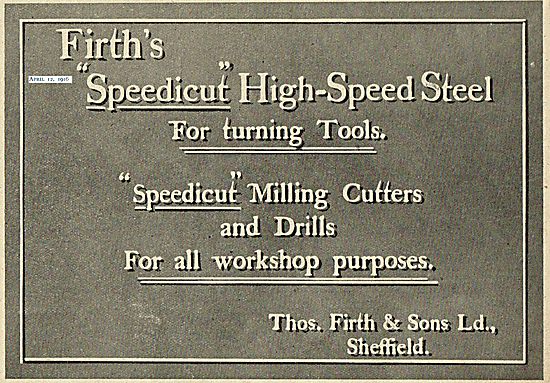 Firth's
April 12, 1916
"Speedicut" High-Speed Steel
For turning Tools.
"Speedicut" Milling Cutters
and Drills
For all workshop purposes.
Thos. Firth & Sons Ld.,
Sheffield.